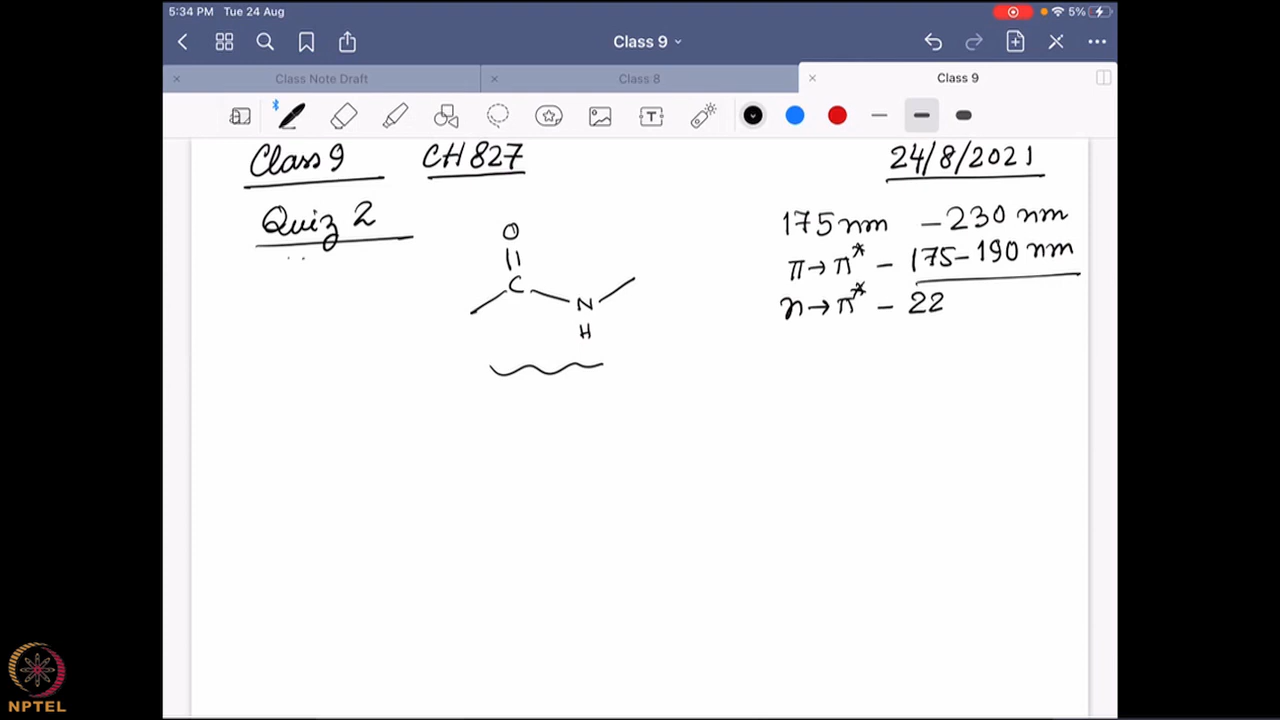 5:34 PM Tue 24 Aug
5%
Class 9
Class Note Draft
Class 8
Class 9
T
Class 9 CH 827 24/8/2021
Quiz 2
175 nm - 230 nm
π→π* - 175-190 nm
n→π* - 22
O
C
N
H
NPTEL